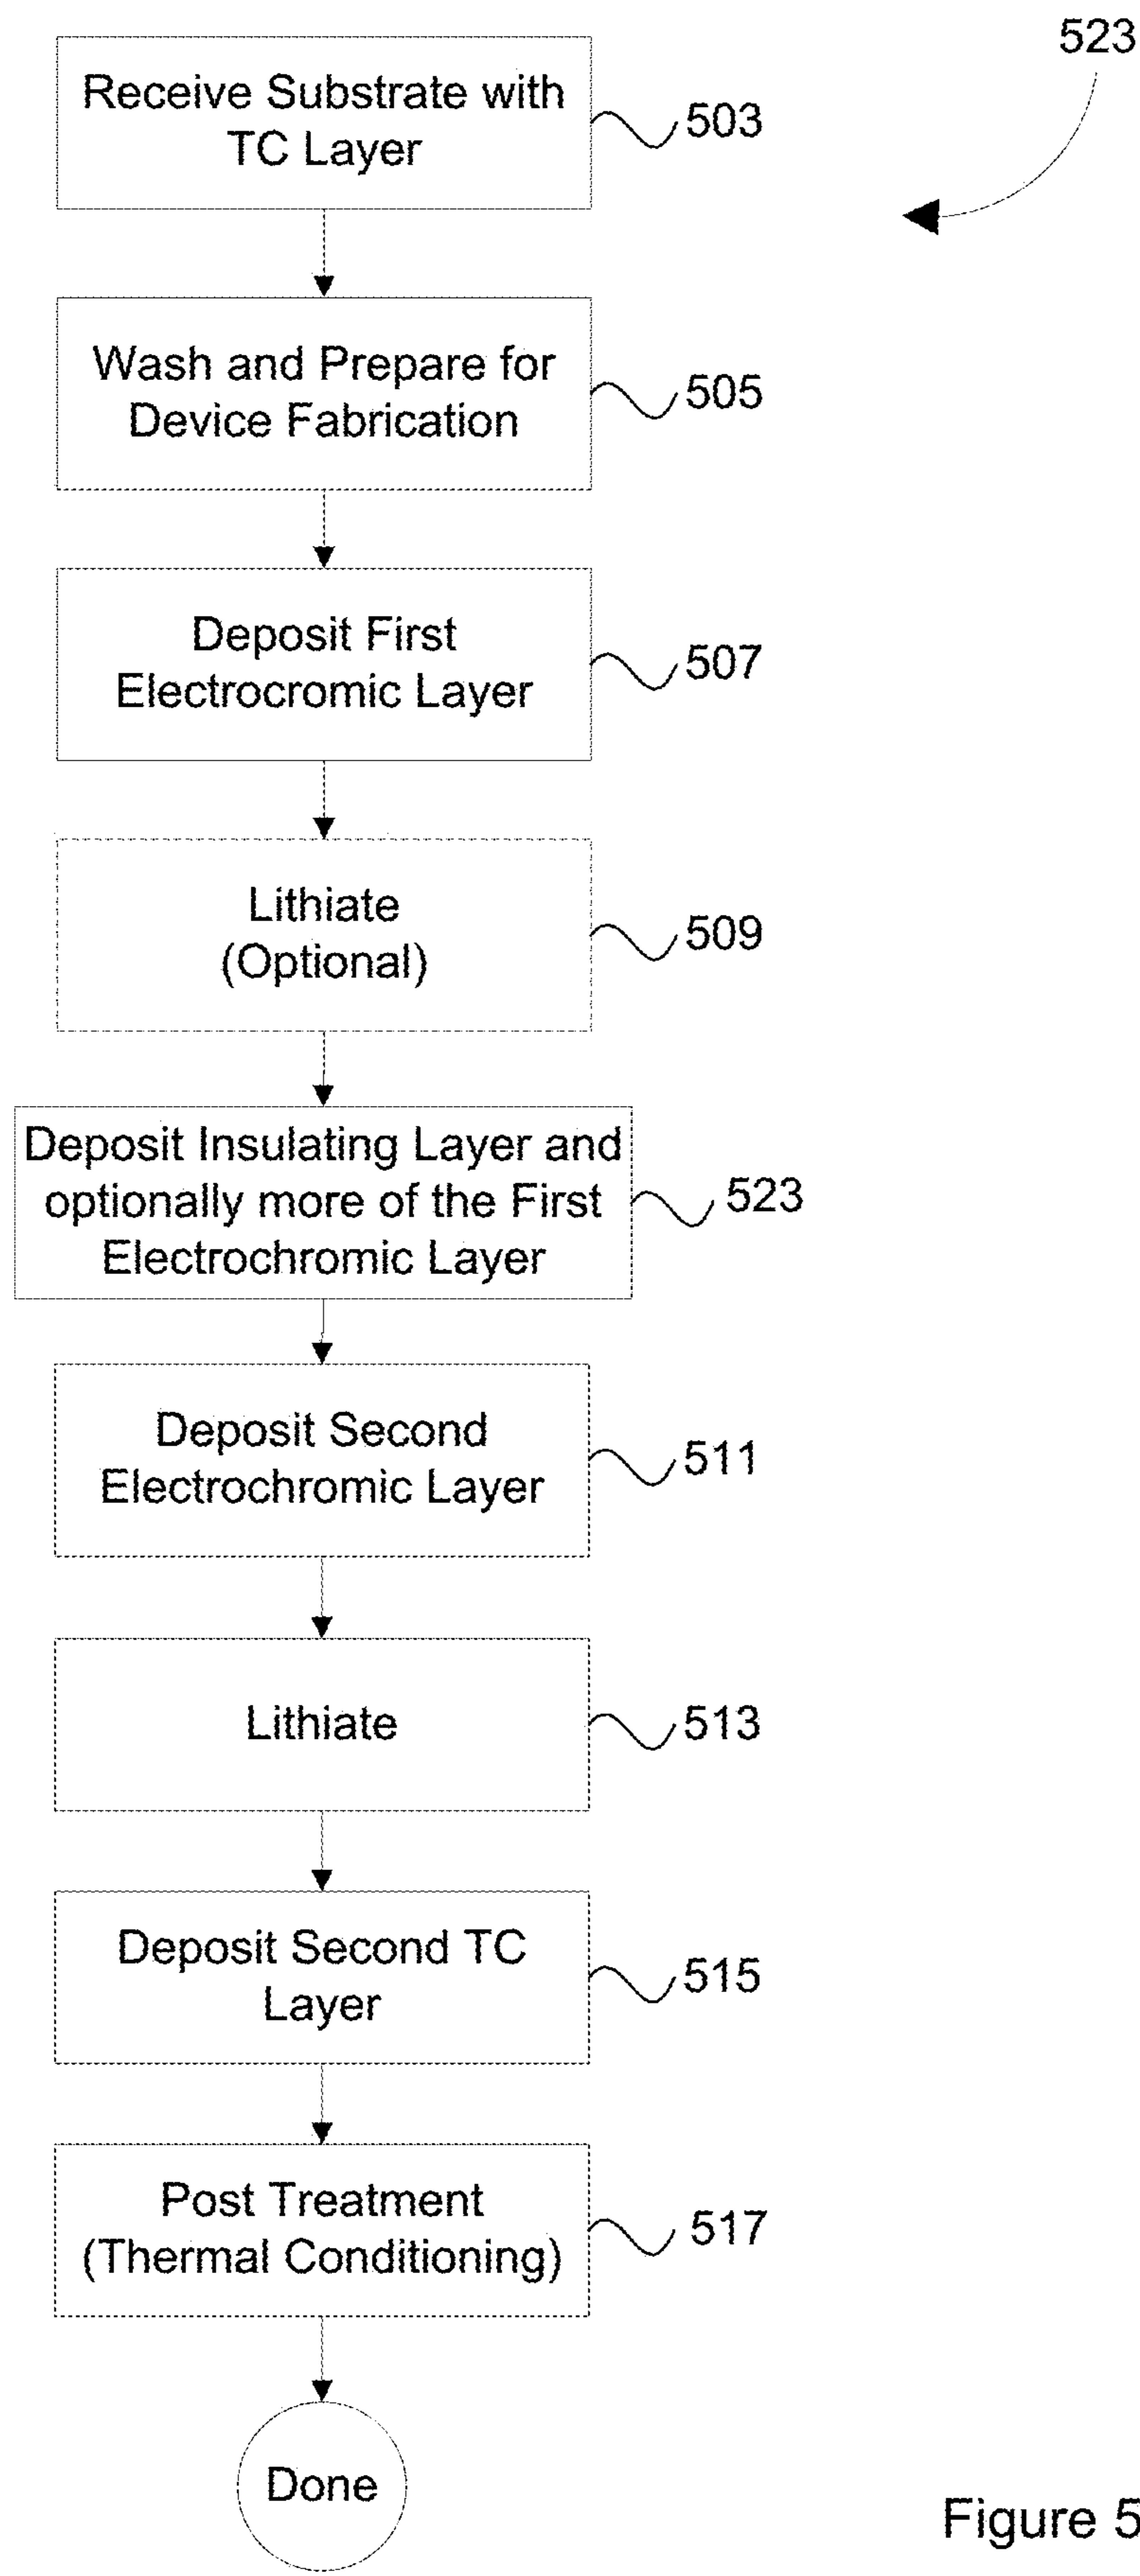 523
Receive Substrate with
TC Layer
503
Wash and Prepare for
Device Fabrication
505
Deposit First
Electrocromic Layer
507
Lithiate
(Optional)
509
Deposit Insulating Layer and
optionally more of the First
Electrochromic Layer
523
Deposit Second
Electrochromic Layer
511
Lithiate
513
Deposit Second TC
Layer
515
Post Treatment
(Thermal Conditioning)
517
Done
Figure 5